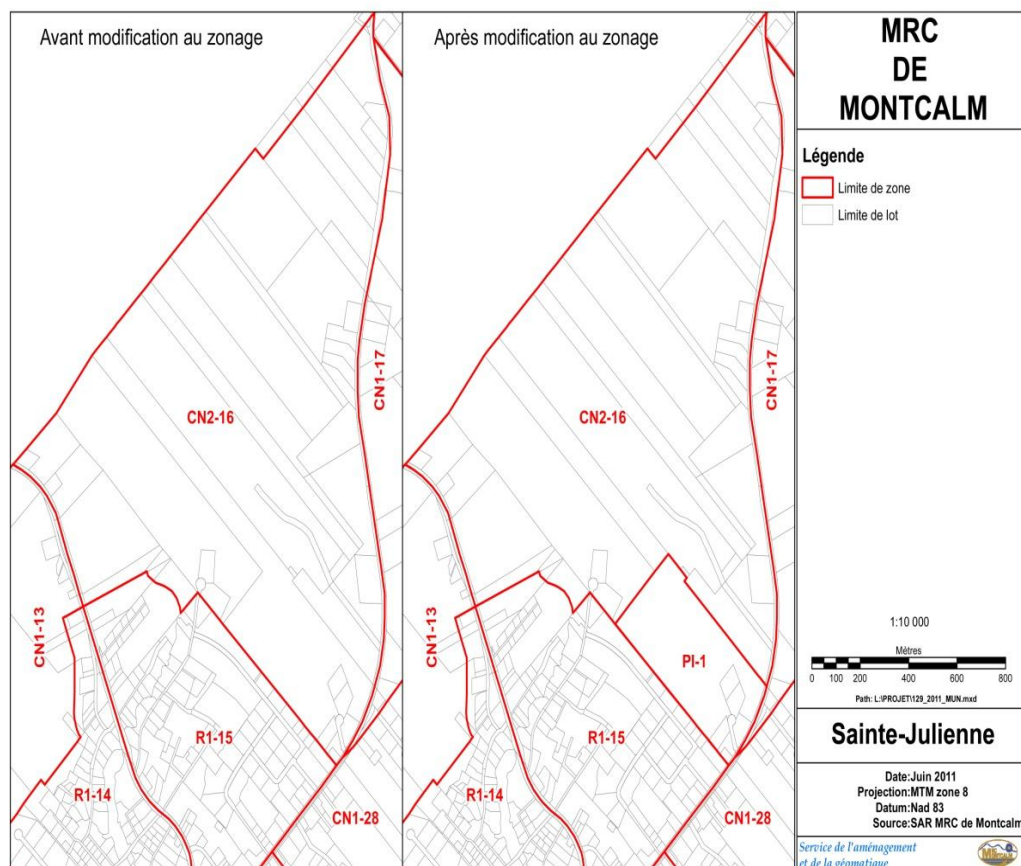 Avant modification au zonage
CN2-16
CN1-17
CN1-13
R1-15
R1-14
CN1-28
Après modification au zonage
CN2-16
CN1-17
CN1-13
PI-1
R1-15
R1-14
CN1-28
MRC
DE
MONTCALM
Légende
Limite de zone
Limite de lot
1:10 000
Mètres
0 100 200 400 600 800
Path: L:\PROJET\129_2011_MUN.mxd
Sainte-Julienne
Date:Juin 2011
Projection:MTM zone 8
Datum:Nad 83
Source:SAR MRC de Montcalm
Service de l'aménagement
et de la géomatique